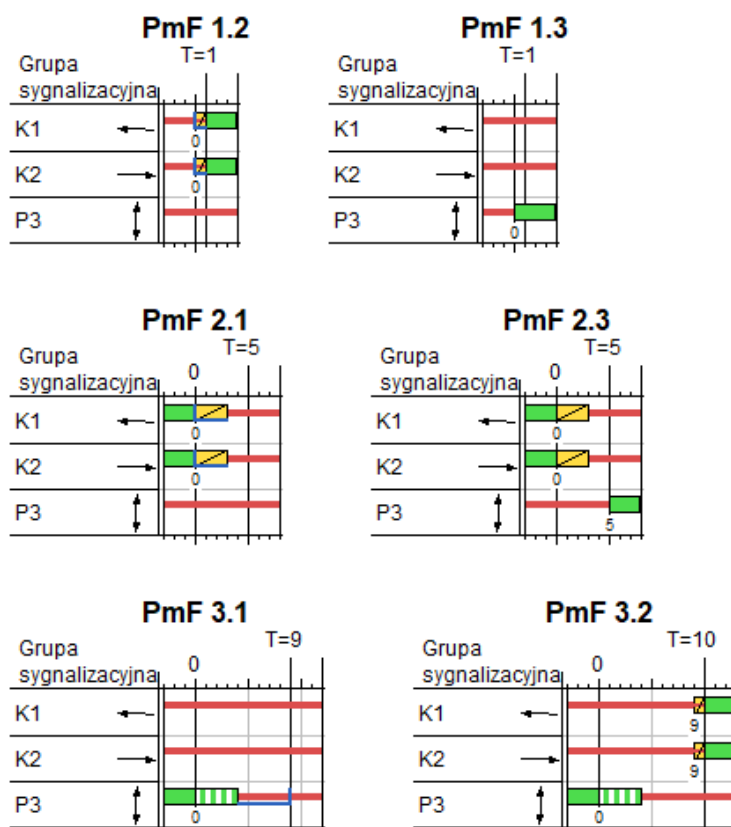 PmF 1.2
T=1
Grupa
sygnalizacyjna
K1
0
K2
0
P3
PmF 1.3
T=1
Grupa
sygnalizacyjna
K1
K2
P3
0
PmF 2.1
T=5
Grupa
sygnalizacyjna
0
K1
0
K2
0
P3
PmF 2.3
T=5
Grupa
sygnalizacyjna
0
K1
0
K2
0
P3
5
PmF 3.1
T=9
Grupa
sygnalizacyjna
0
K1
K2
P3
0
PmF 3.2
T=10
Grupa
sygnalizacyjna
0
K1
9
K2
9
P3
0